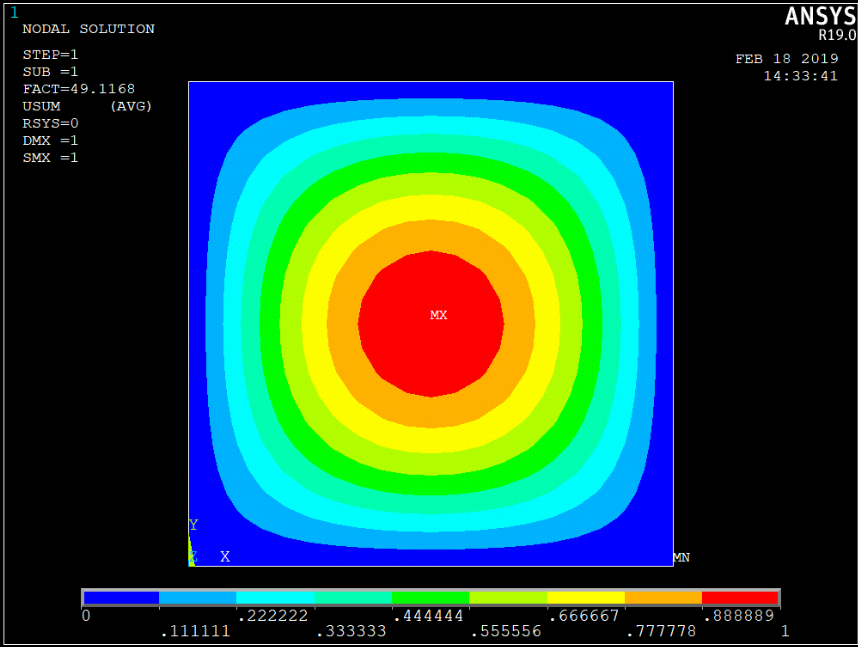 1
NODAL SOLUTION
STEP=1
SUB =1
FACT=49.1168
USUM (AVG)
RSYS=0
DMX =1
SMX =1
ANSYS
R19.0
FEB 18 2019
14:33:41
MX
Y
Z X
MN
0 .222222 .444444 .666667 .888889
.111111 .333333 .555556 .777778 1